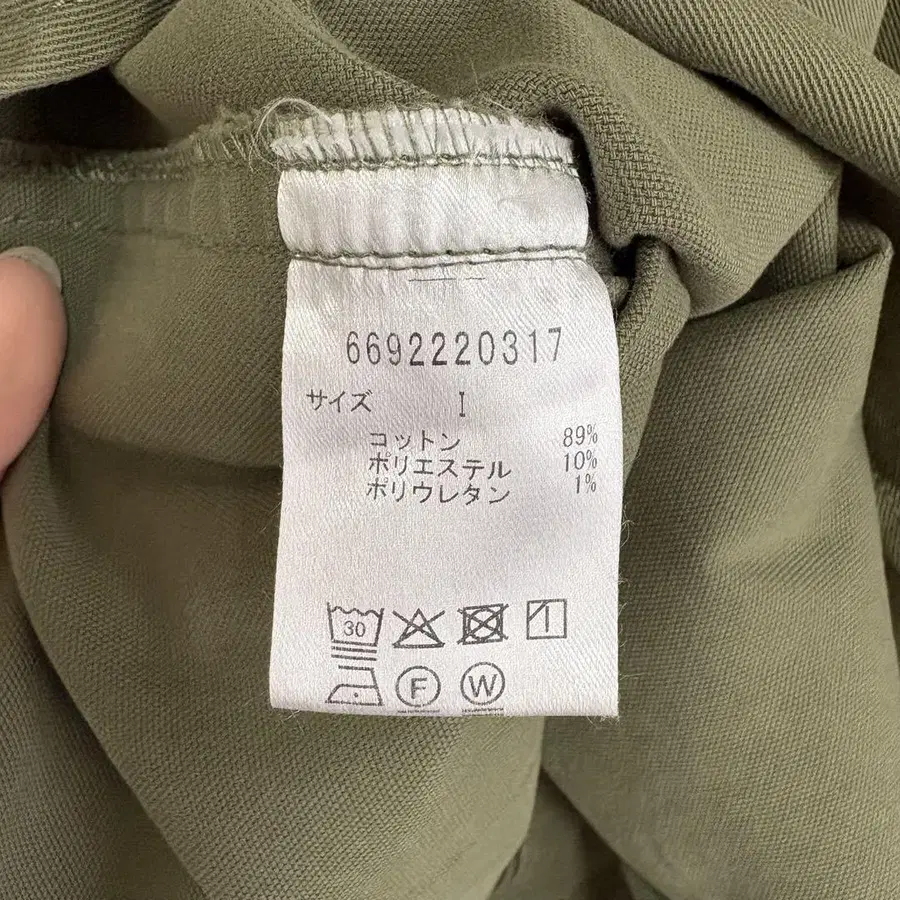 6692220317
サイズ I
コットン 89%
ポリエステル 10%
ポリウレタン 1%
30
F W